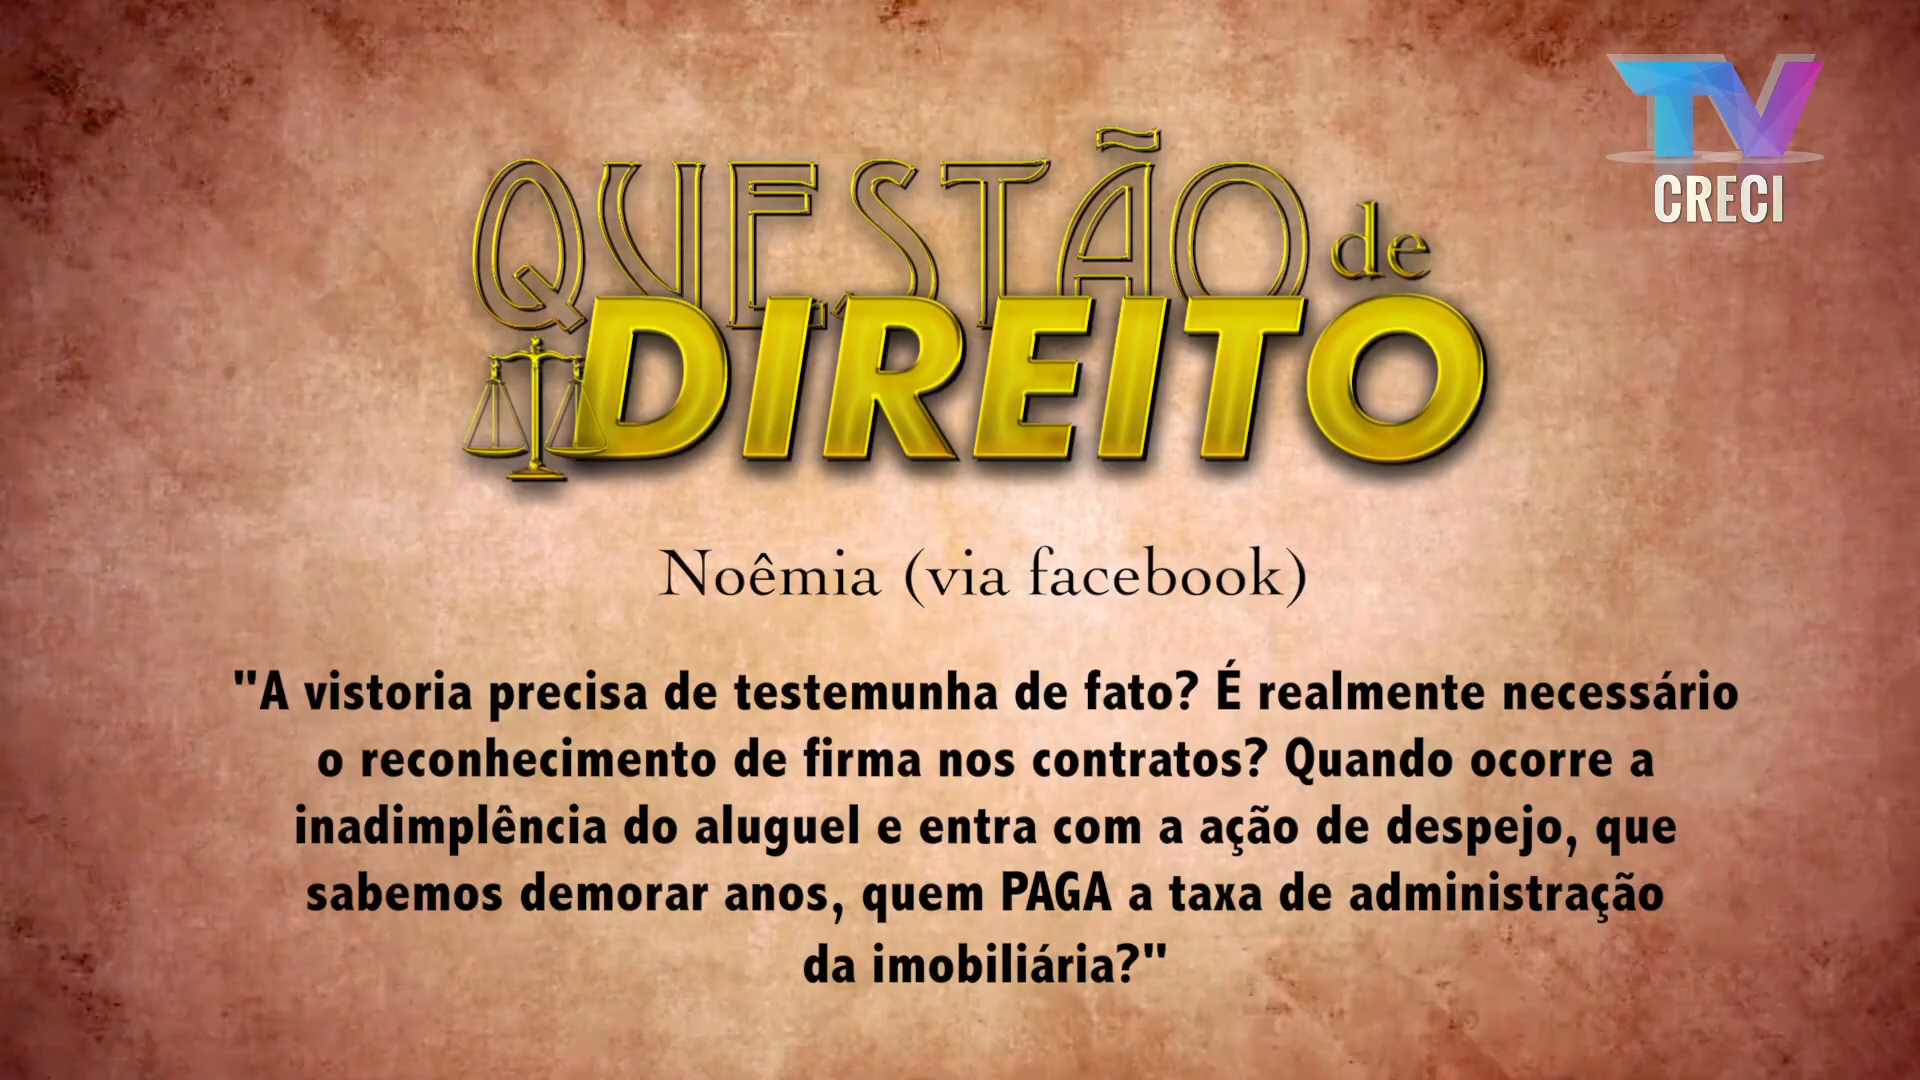 TV
CRECI
QUESTÃO de
DIREITO
Noêmia (via facebook)
"A vistoria precisa de testemunha de fato? É realmente necessário
o reconhecimento de firma nos contratos? Quando ocorre a
inadimplência do aluguel e entra com a ação de despejo, que
sabemos demorar anos, quem PAGA a taxa de administração
da imobiliária?"